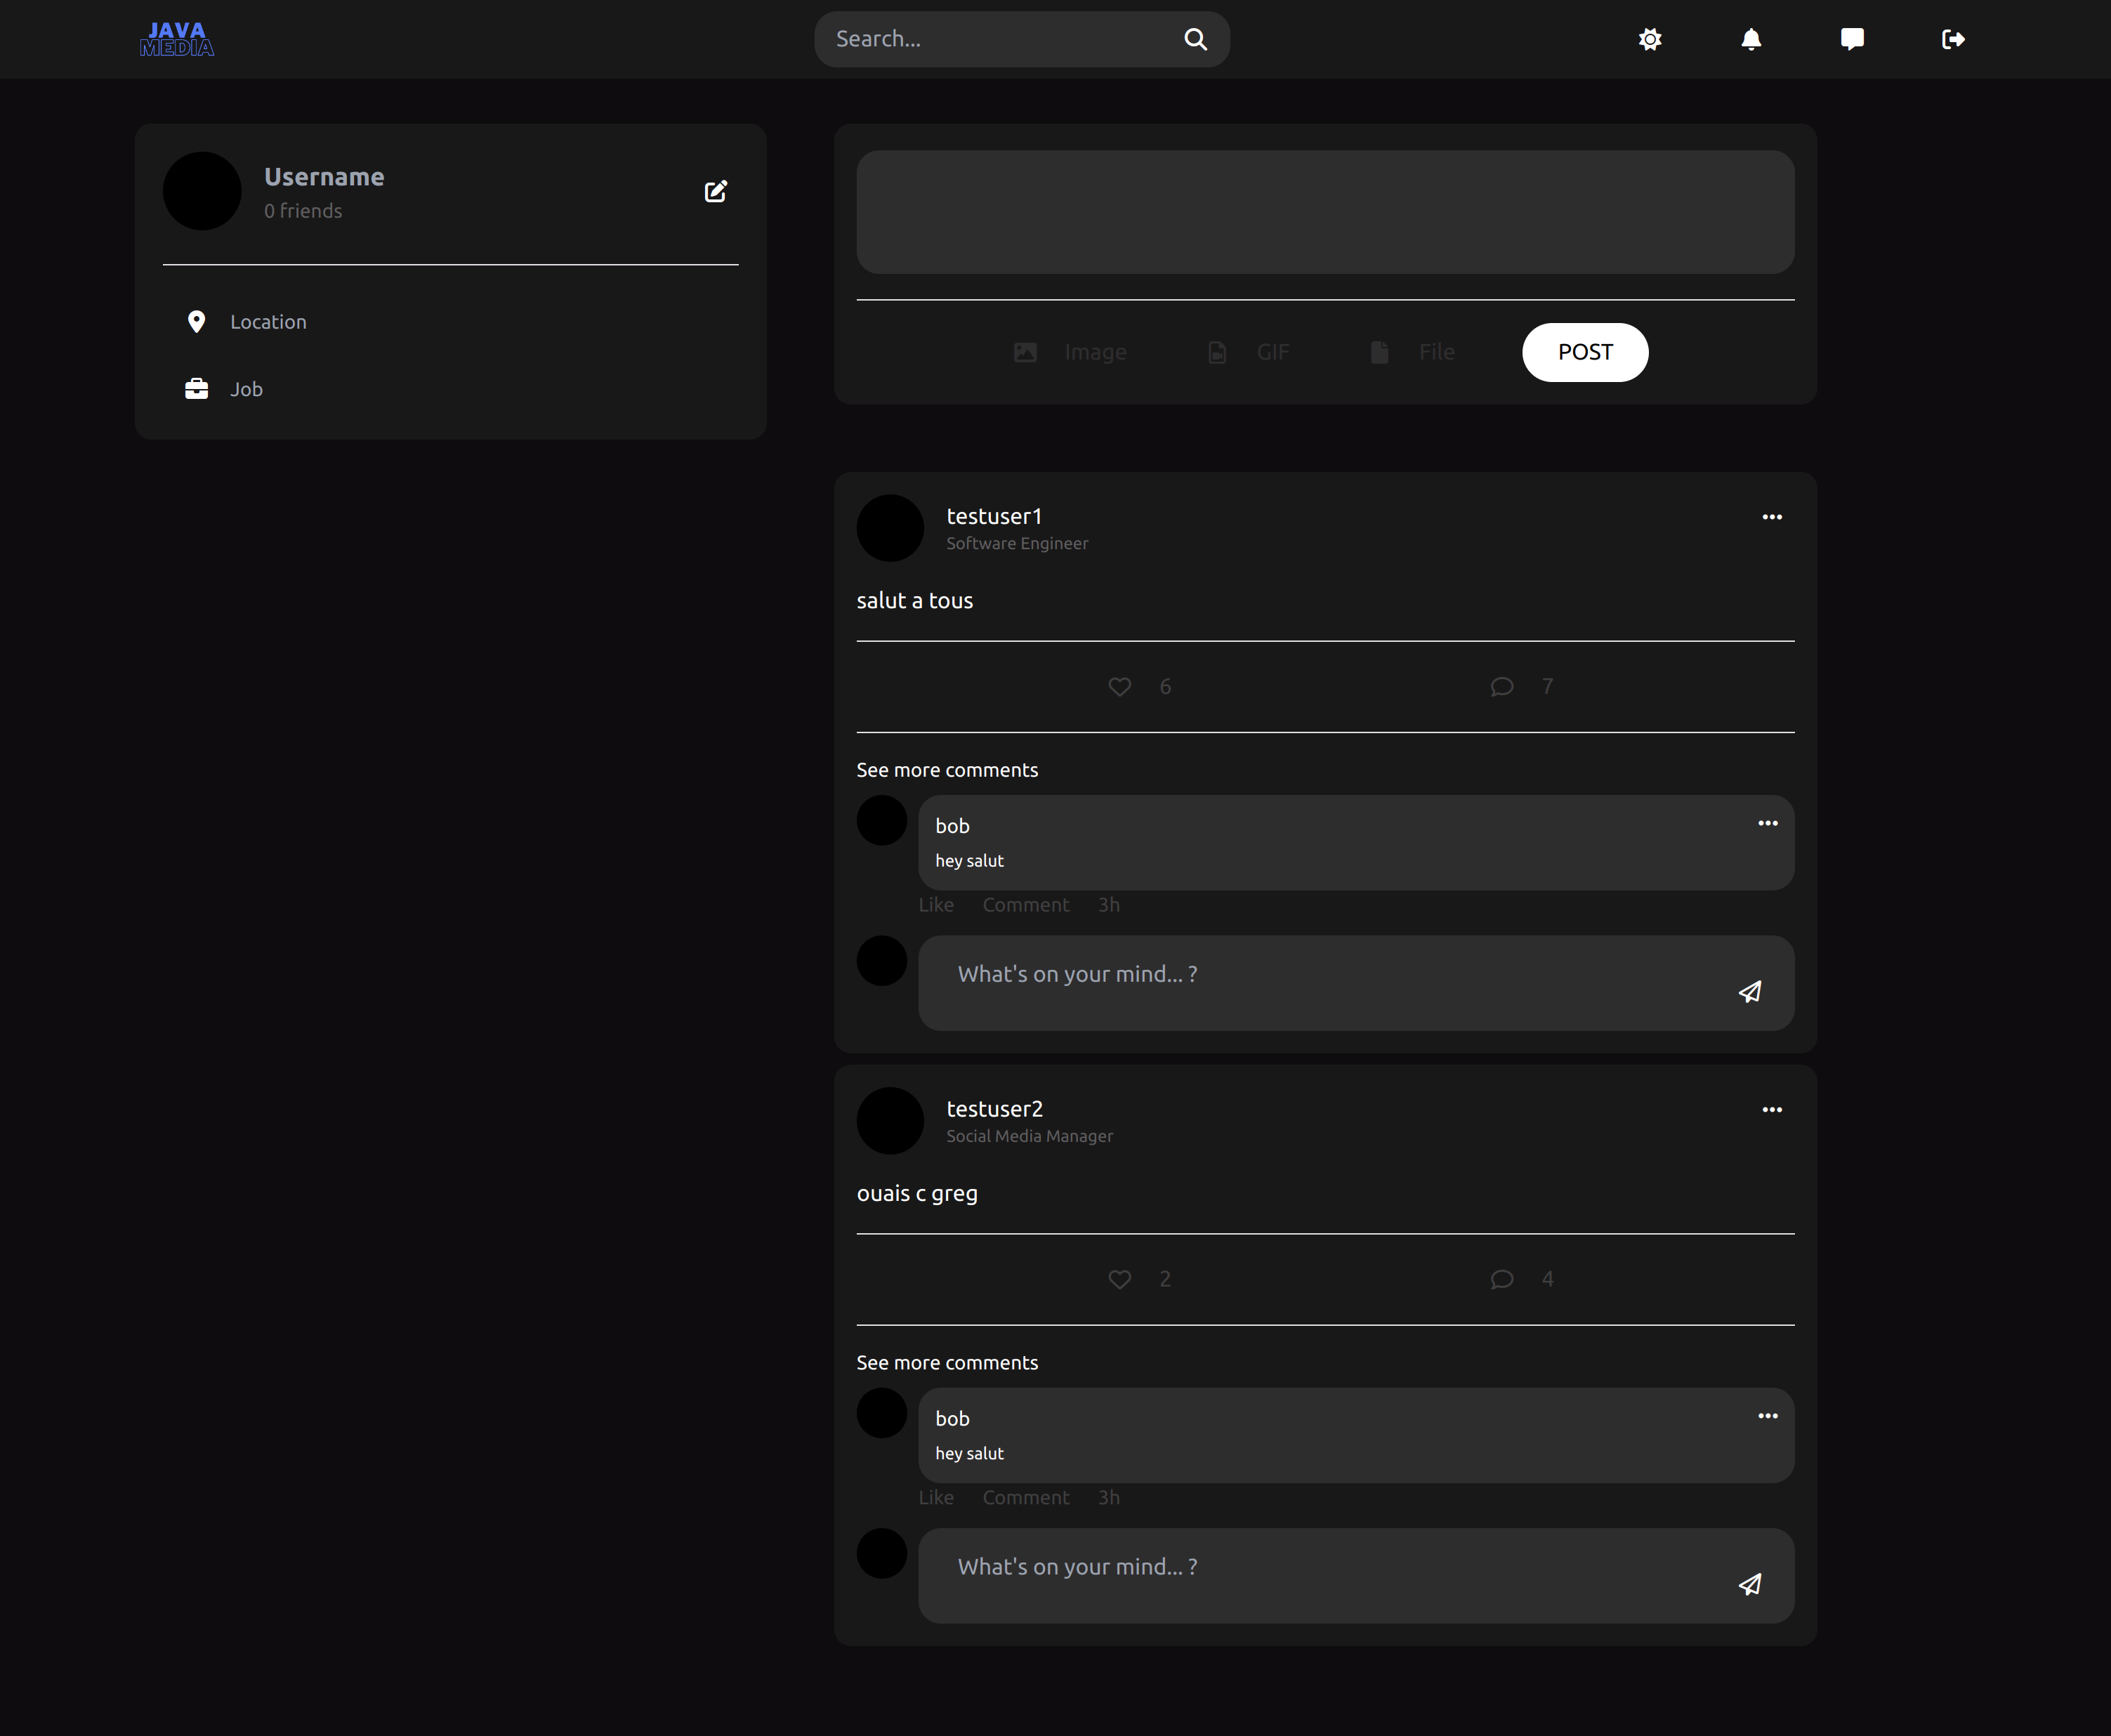 JAVA
MEDIA
Search...
Username
0 friends
Location
Job
Image GIF File POST
testuser1
Software Engineer
salut a tous
6 7
See more comments
bob
hey salut
Like Comment 3h
What's on your mind... ?
testuser2
Social Media Manager
ouais c greg
2 4
See more comments
bob
hey salut
Like Comment 3h
What's on your mind... ?